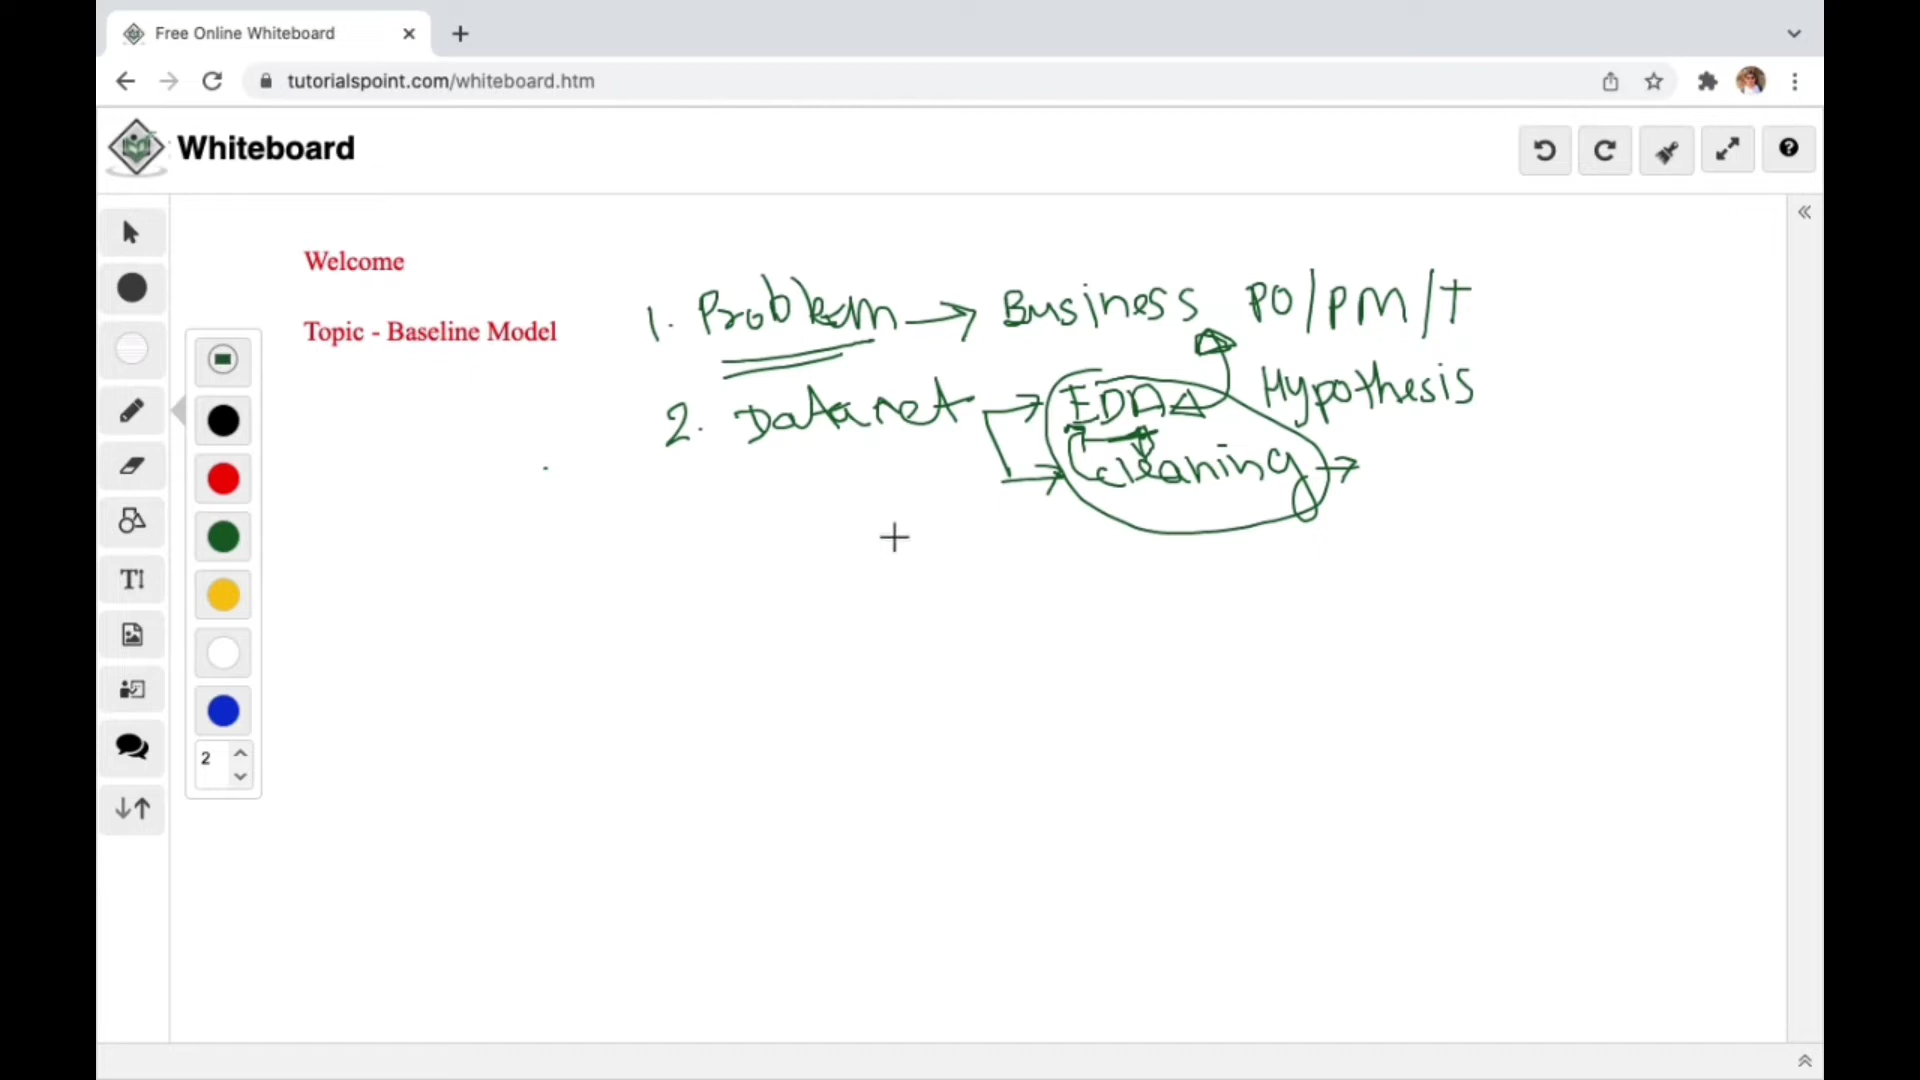 Free Online Whiteboard
tutorialspoint.com/whiteboard.htm
Whiteboard
Welcome
1. Problem → Business PO/PM/T
Topic - Baseline Model
2. Dataset → EDA Hypothesis
→ Cleaning →
TI
2